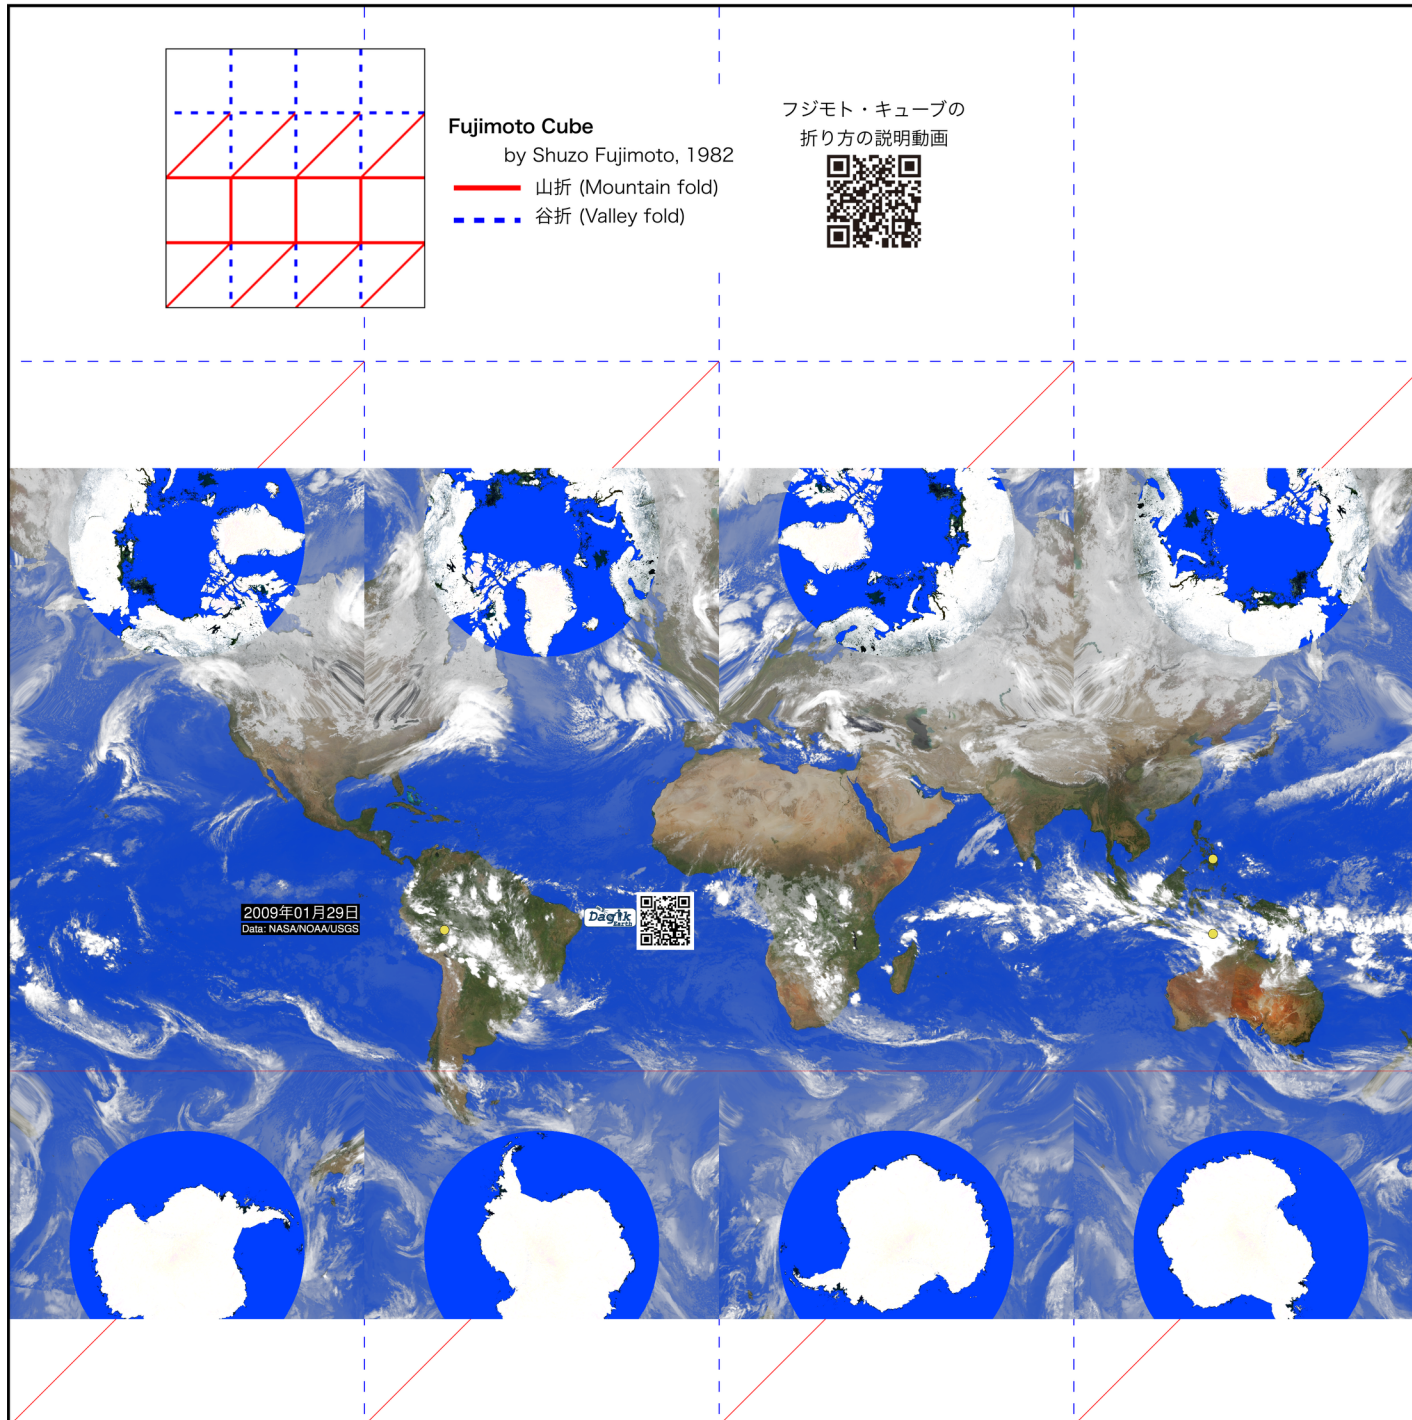 Fujimoto Cube
by Shuzo Fujimoto, 1982
山折 (Mountain fold)
谷折 (Valley fold)
フジモト・キューブの
折り方の説明動画
2009年01月29日
Data: NASA/NOAA/USGS
Dagik
Earth